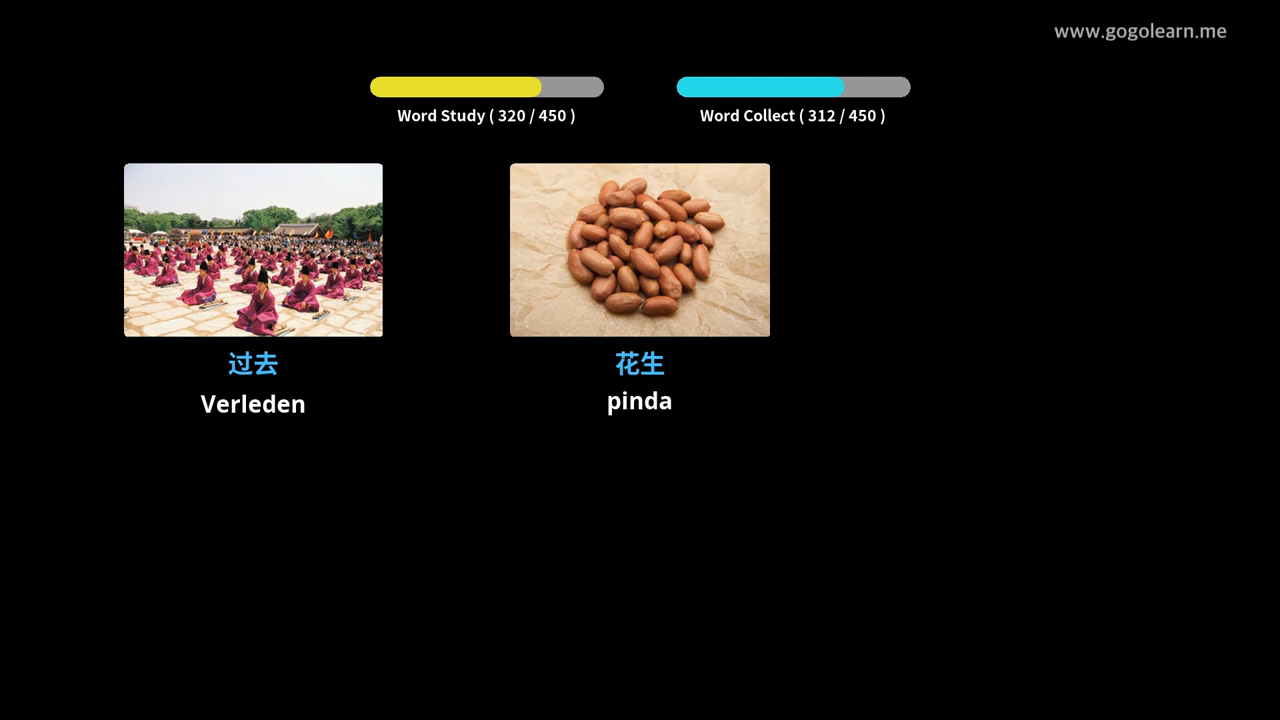 www.gogolearn.me
Word Study ( 320 / 450 )
Word Collect ( 312 / 450 )
过去
Verleden
花生
pinda